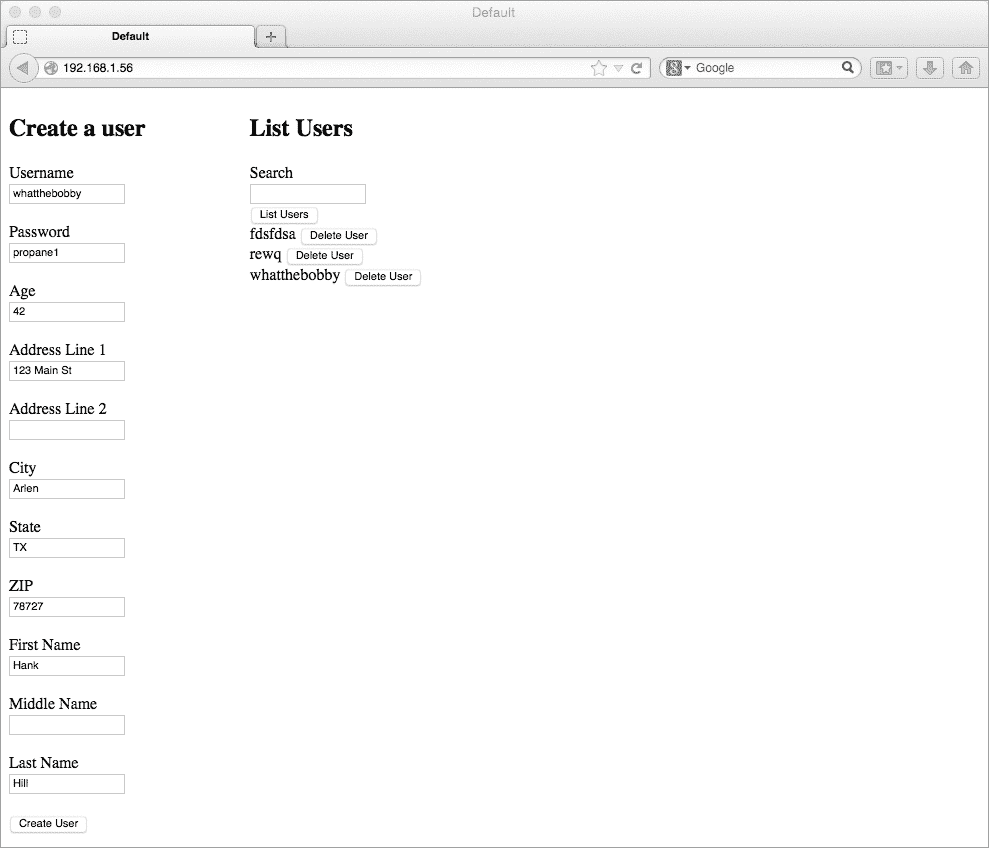 Default
Default
192.168.1.56
Google
Create a user
Username
whatthebobby
Password
propane1
Age
42
Address Line 1
123 Main St
Address Line 2
City
Arlen
State
TX
ZIP
78727
First Name
Hank
Middle Name
Last Name
Hill
Create User
List Users
Search
List Users
fdsfdsa Delete User
rewq Delete User
whatthebobby Delete User